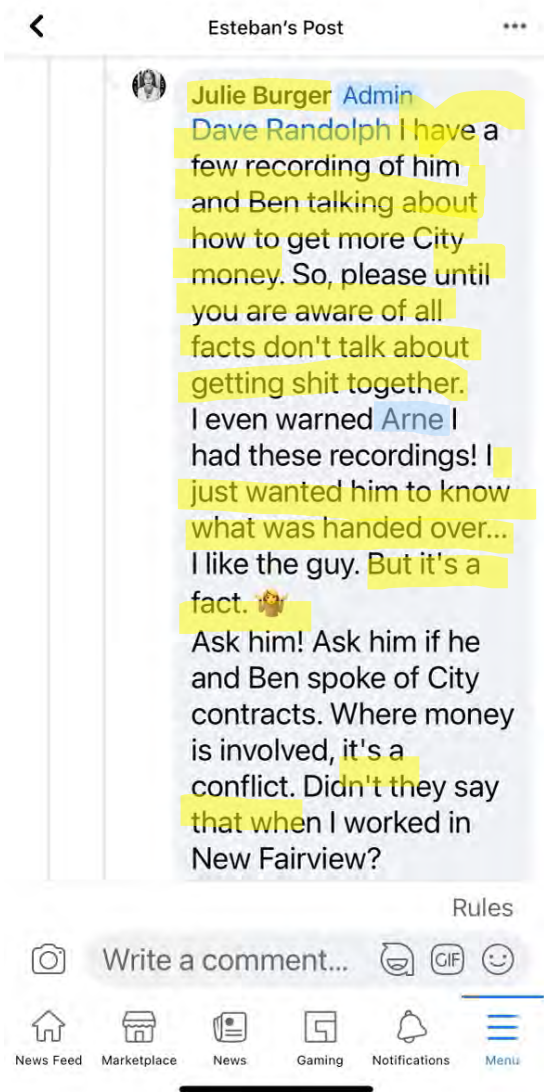 Esteban's Post
Julie Burger Admin
Dave Randolph I have a
few recording of him
and Ben talking about
how to get more City
money. So, please until
you are aware of all
facts don't talk about
getting shit together.
I even warned Arne I
had these recordings! I
just wanted him to know
what was handed over...
I like the guy. But it's a
fact. 🤷
Ask him! Ask him if he
and Ben spoke of City
contracts. Where money
is involved, it's a
conflict. Didn't they say
that when I worked in
New Fairview?
Rules
Write a comment...
GIF
News Feed Marketplace News Gaming Notifications Menu